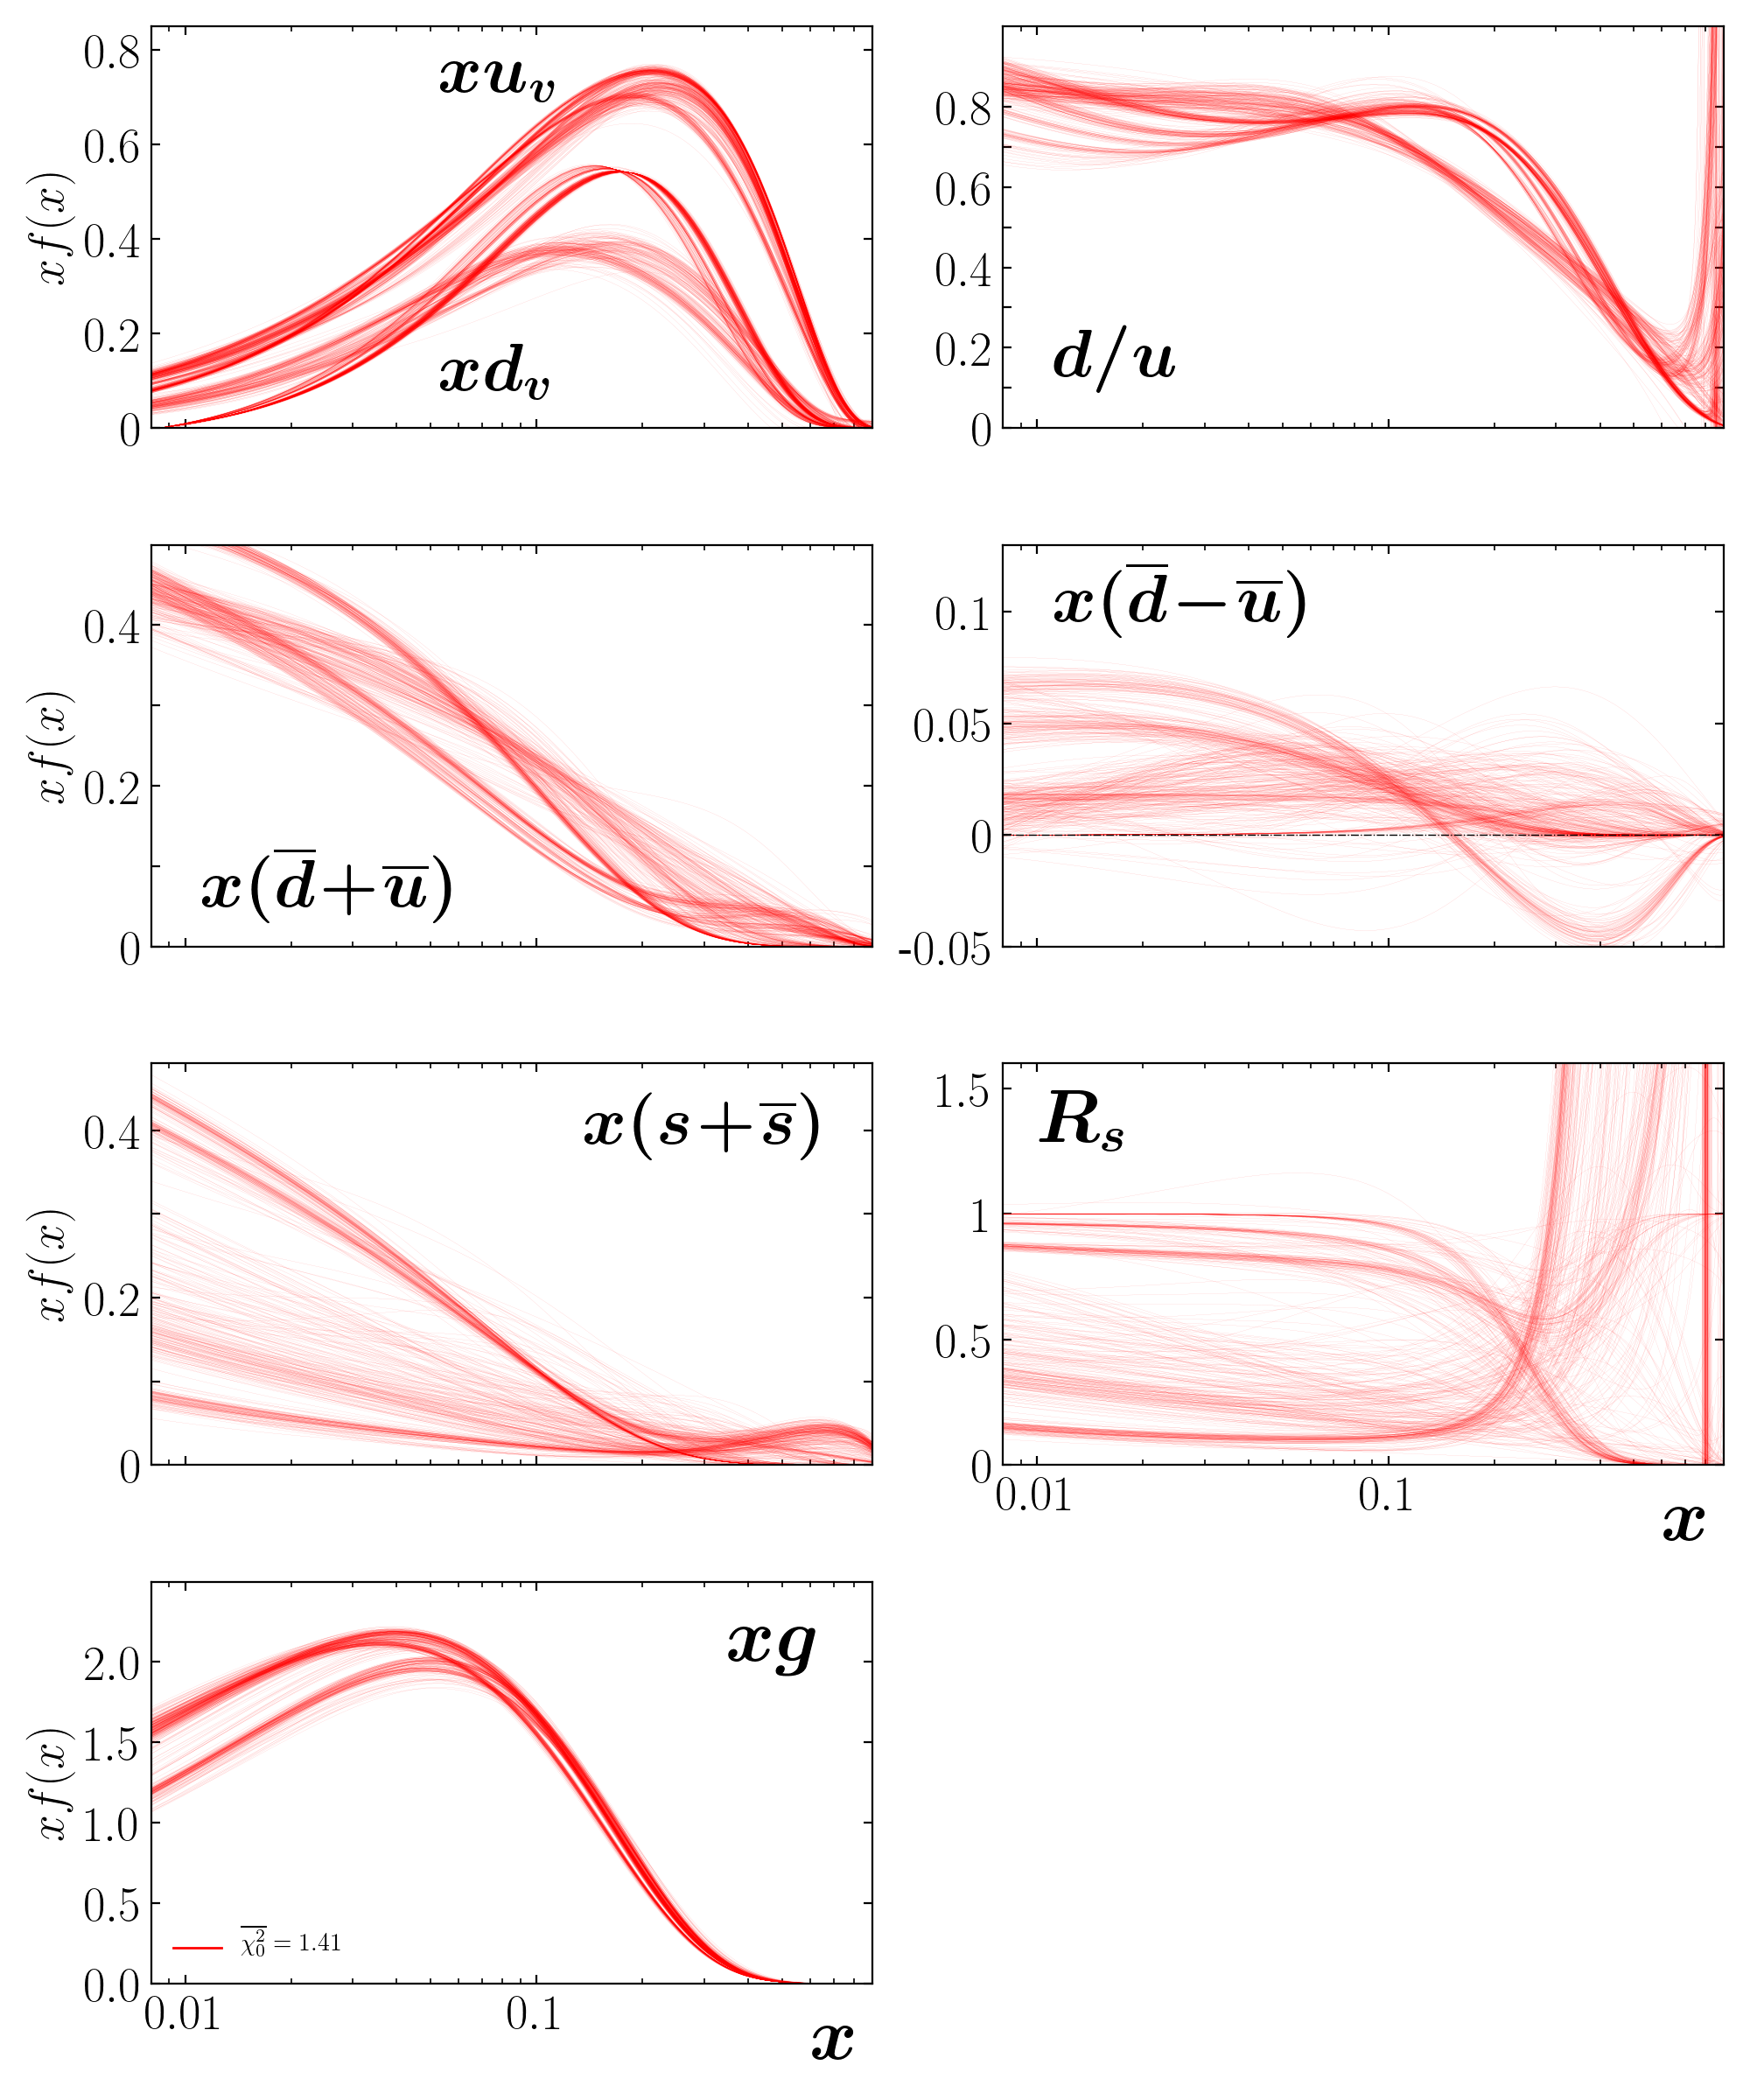 0.8
0.6
0.4
0.2
0
xf(x)
xu_v
xd_v
0.8
0.6
0.4
0.2
0
d/u
0.4
0.2
0
xf(x)
x(d̅+u̅)
0.1
0.05
0
-0.05
x(d̅−u̅)
0.4
0.2
0
xf(x)
x(s+s̅)
1.5
1
0.5
0
R_s
0.01 0.1
x
2.0
1.5
1.0
0.5
0.0
xf(x)
xg
χ̅₀² = 1.41
0.01 0.1
x